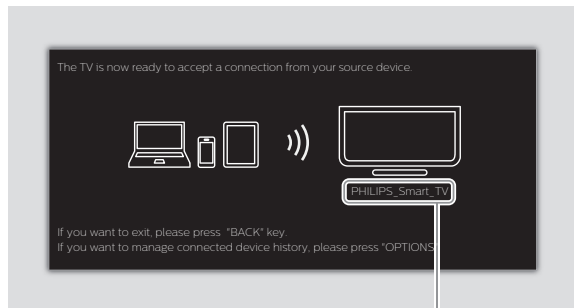 The TV is now ready to accept a connection from your source device.
PHILIPS_Smart_TV
If you want to exit, please press "BACK" key.
If you want to manage connected device history, please press "OPTIONS"